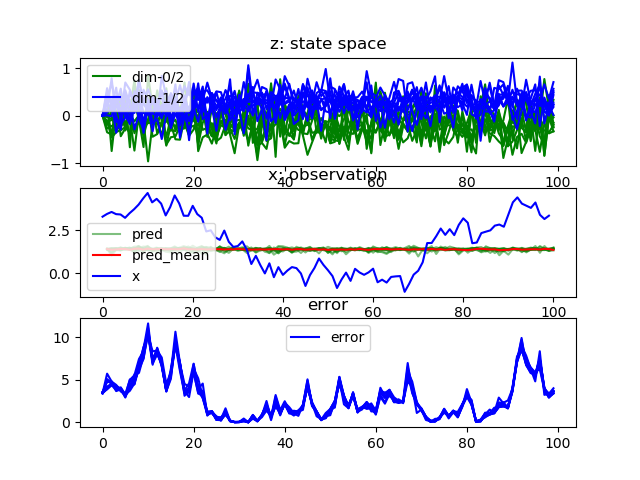 z: state space
1
0
−1
dim-0/2
dim-1/2
0 20 40 60 80 100
x: observation
2.5
0.0
pred
pred_mean
x
0 20 40 60 80 100
error
10
5
0
error
0 20 40 60 80 100